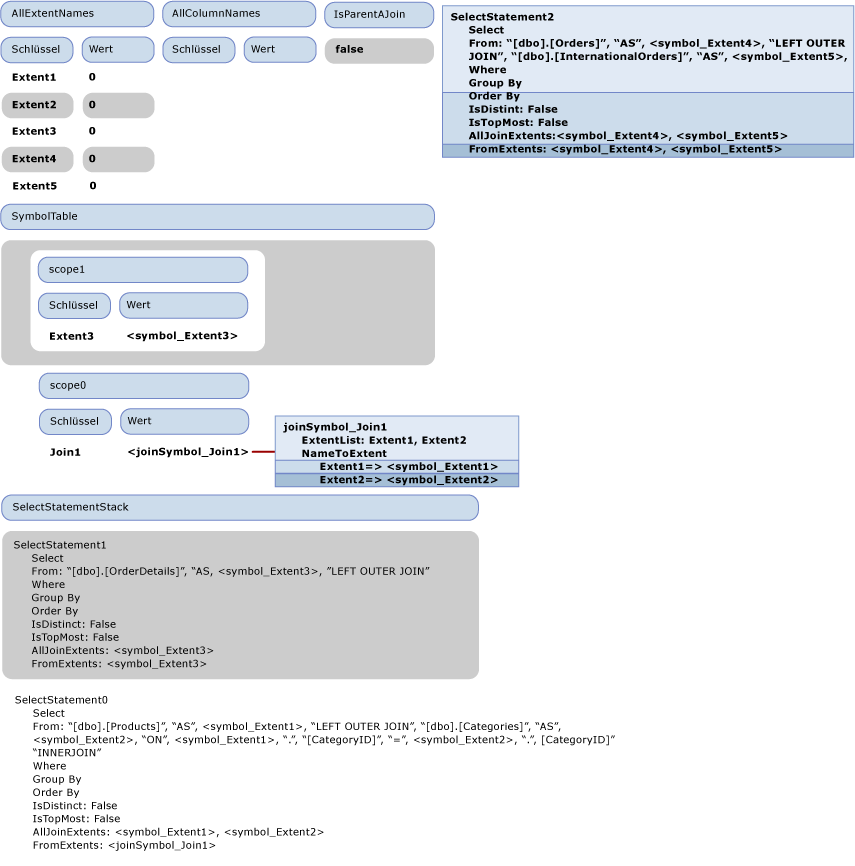 AllExtentNames
AllColumnNames
IsParentAJoin
Schlüssel
Wert
Schlüssel
Wert
false
Extent1 0
Extent2 0
Extent3 0
Extent4 0
Extent5 0
SelectStatement2
Select
From: “[dbo].[Orders]”, “AS”, <symbol_Extent4>, “LEFT OUTER
JOIN”, “[dbo].[InternationalOrders]”, “AS”, <symbol_Extent5>,
Where
Group By
Order By
IsDistint: False
IsTopMost: False
AllJoinExtents:<symbol_Extent4>, <symbol_Extent5>
FromExtents: <symbol_Extent4>, <symbol_Extent5>
SymbolTable
scope1
Schlüssel
Wert
Extent3 <symbol_Extent3>
scope0
Schlüssel
Wert
Join1 <joinSymbol_Join1>
joinSymbol_Join1
ExtentList: Extent1, Extent2
NameToExtent
Extent1=> <symbol_Extent1>
Extent2=> <symbol_Extent2>
SelectStatementStack
SelectStatement1
Select
From: “[dbo].[OrderDetails]”, “AS, <symbol_Extent3>, ”LEFT OUTER JOIN”
Where
Group By
Order By
IsDistinct: False
IsTopMost: False
AllJoinExtents: <symbol_Extent3>
FromExtents: <symbol_Extent3>
SelectStatement0
Select
From: “[dbo].[Products]”, “AS”, <symbol_Extent1>, “LEFT OUTER JOIN”, “[dbo].[Categories]”, “AS”,
<symbol_Extent2>, “ON”, <symbol_Extent1>, “.”, “[CategoryID]”, “=”, <symbol_Extent2>, “.”, [CategoryID]”
“INNERJOIN”
Where
Group By
Order By
IsDistinct: False
IsTopMost: False
AllJoinExtents: <symbol_Extent1>, <symbol_Extent2>
FromExtents: <joinSymbol_Join1>